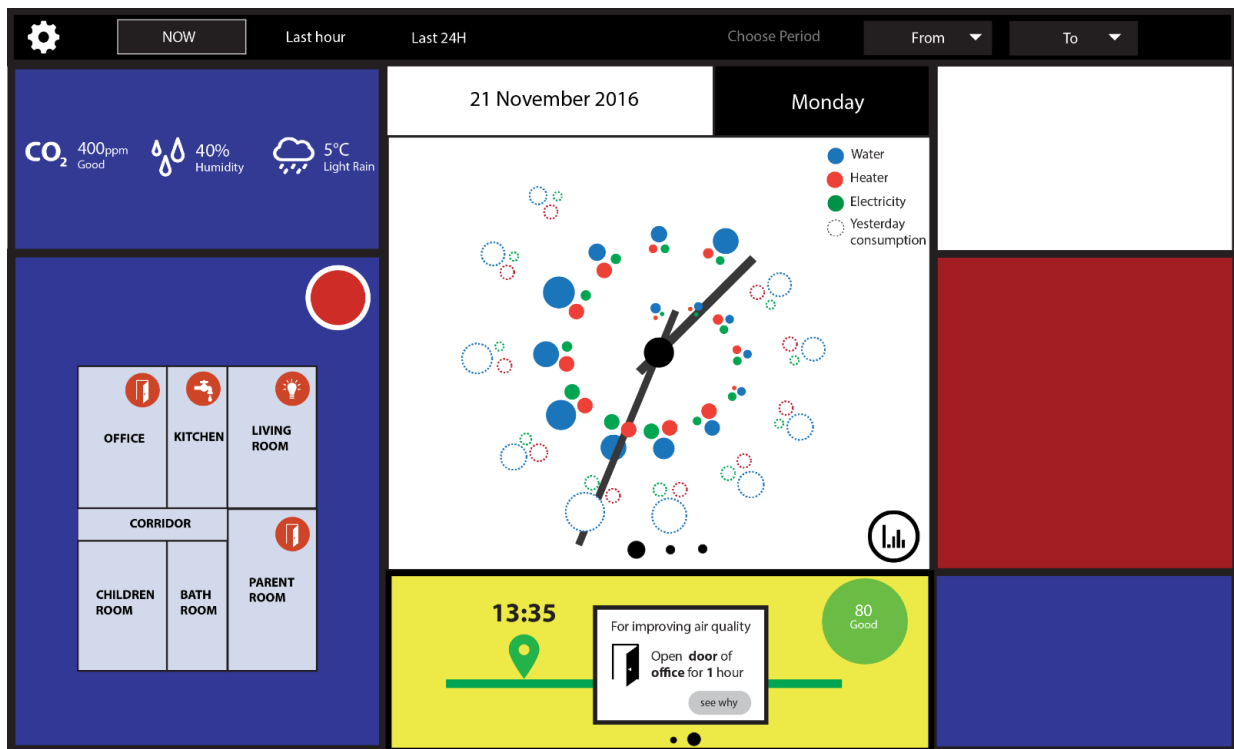 NOW
Last hour
Last 24H
Choose Period
From
To
CO2
400ppm
Good
40%
Humidity
5°C
Light Rain
21 November 2016
Monday
Water
Heater
Electricity
Yesterday
consumption
OFFICE
KITCHEN
LIVING
ROOM
CORRIDOR
CHILDREN
ROOM
BATH
ROOM
PARENT
ROOM
13:35
For improving air quality
Open door of
office for 1 hour
see why
80
Good